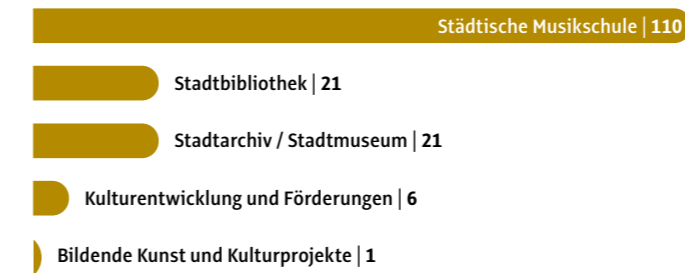 Städtische Musikschule | 110
Stadtbibliothek | 21
Stadtarchiv / Stadtmuseum | 21
Kulturentwicklung und Förderungen | 6
Bildende Kunst und Kulturprojekte | 1